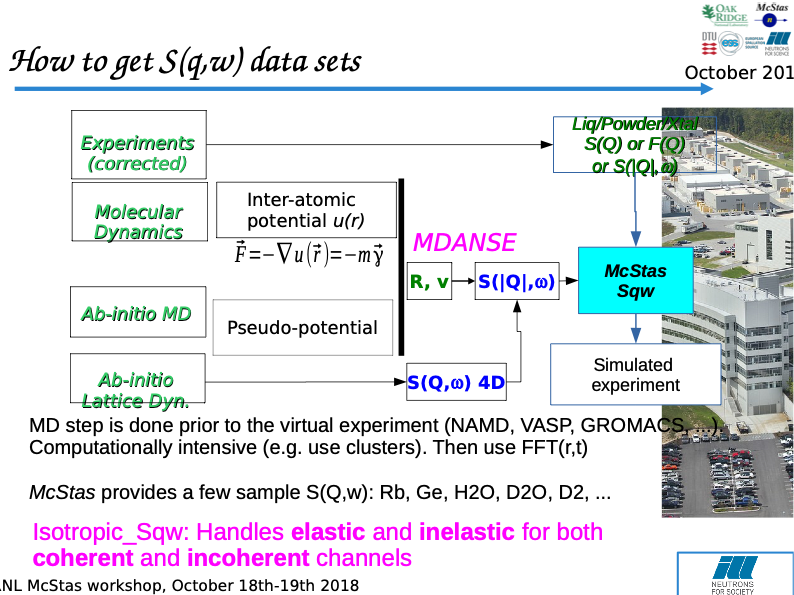 OAK RIDGE National Laboratory
McStas
DTU
ess
EUROPEAN SPALLATION SOURCE
NEUTRONS FOR SCIENCE
How to get S(q,w) data sets
October 201
Experiments
(corrected)
Liq/Powder/Xtal
S(Q) or F(Q)
or S(|Q|,ω)
Molecular
Dynamics
Inter-atomic
potential u(r)
F⃗=−∇u(r⃗)=−mγ⃗
MDANSE
R, v
S(|Q|,ω)
McStas
Sqw
Ab-initio MD
Pseudo-potential
Ab-initio
Lattice Dyn.
S(Q,ω) 4D
Simulated
experiment
MD step is done prior to the virtual experiment (NAMD, VASP, GROMACS, ...).
Computationally intensive (e.g. use clusters). Then use FFT(r,t)
McStas provides a few sample S(Q,w): Rb, Ge, H2O, D2O, D2, ...
Isotropic_Sqw: Handles elastic and inelastic for both
coherent and incoherent channels
NEUTRONS
FOR SOCIETY
NL McStas workshop, October 18th-19th 2018